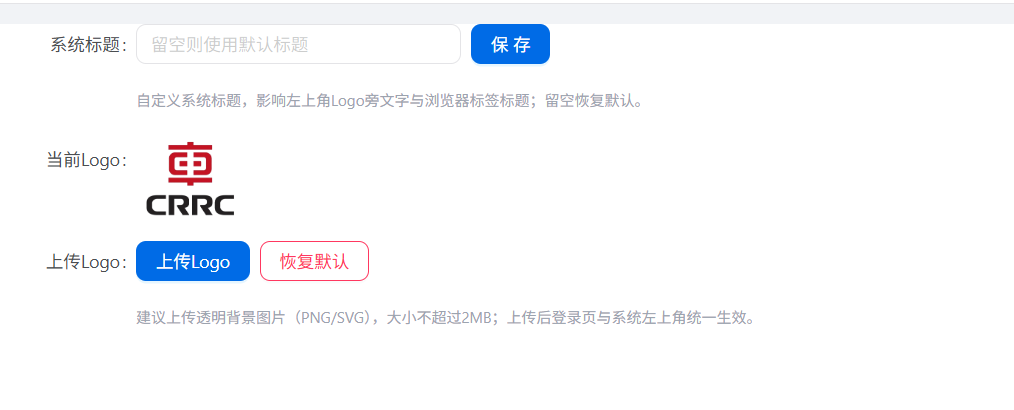 系统标题： 留空则使用默认标题 保 存
自定义系统标题，影响左上角Logo旁文字与浏览器标签标题；留空恢复默认。
当前Logo：
CRRC
上传Logo： 上传Logo 恢复默认
建议上传透明背景图片（PNG/SVG），大小不超过2MB；上传后登录页与系统左上角统一生效。